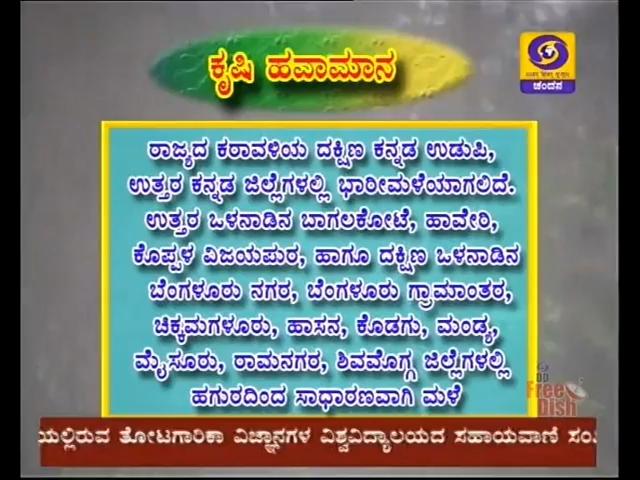 ಕೃಷಿ ಹವಾಮಾನ
ಚಂದನ
ರಾಜ್ಯದ ಕರಾವಳಿಯ ದಕ್ಷಿಣ ಕನ್ನಡ ಉಡುಪಿ,
ಉತ್ತರ ಕನ್ನಡ ಜಿಲ್ಲೆಗಳಲ್ಲಿ ಭಾರೀಮಳೆಯಾಗಲಿದೆ.
ಉತ್ತರ ಒಳನಾಡಿನ ಬಾಗಲಕೋಟೆ, ಹಾವೇರಿ,
ಕೊಪ್ಪಳ ವಿಜಯಪುರ, ಹಾಗೂ ದಕ್ಷಿಣ ಒಳನಾಡಿನ
ಬೆಂಗಳೂರು ನಗರ, ಬೆಂಗಳೂರು ಗ್ರಾಮಾಂತರ,
ಚಿಕ್ಕಮಗಳೂರು, ಹಾಸನ, ಕೊಡಗು, ಮಂಡ್ಯ,
ಮೈಸೂರು, ರಾಮನಗರ, ಶಿವಮೊಗ್ಗ ಜಿಲ್ಲೆಗಳಲ್ಲಿ
ಹಗುರದಿಂದ ಸಾಧಾರಣವಾಗಿ ಮಳೆ
DD
Free
Dish
ಯಲ್ಲಿರುವ ತೋಟಗಾರಿಕಾ ವಿಜ್ಞಾನಗಳ ವಿಶ್ವವಿದ್ಯಾಲಯದ ಸಹಾಯವಾಣಿ ಸಂ